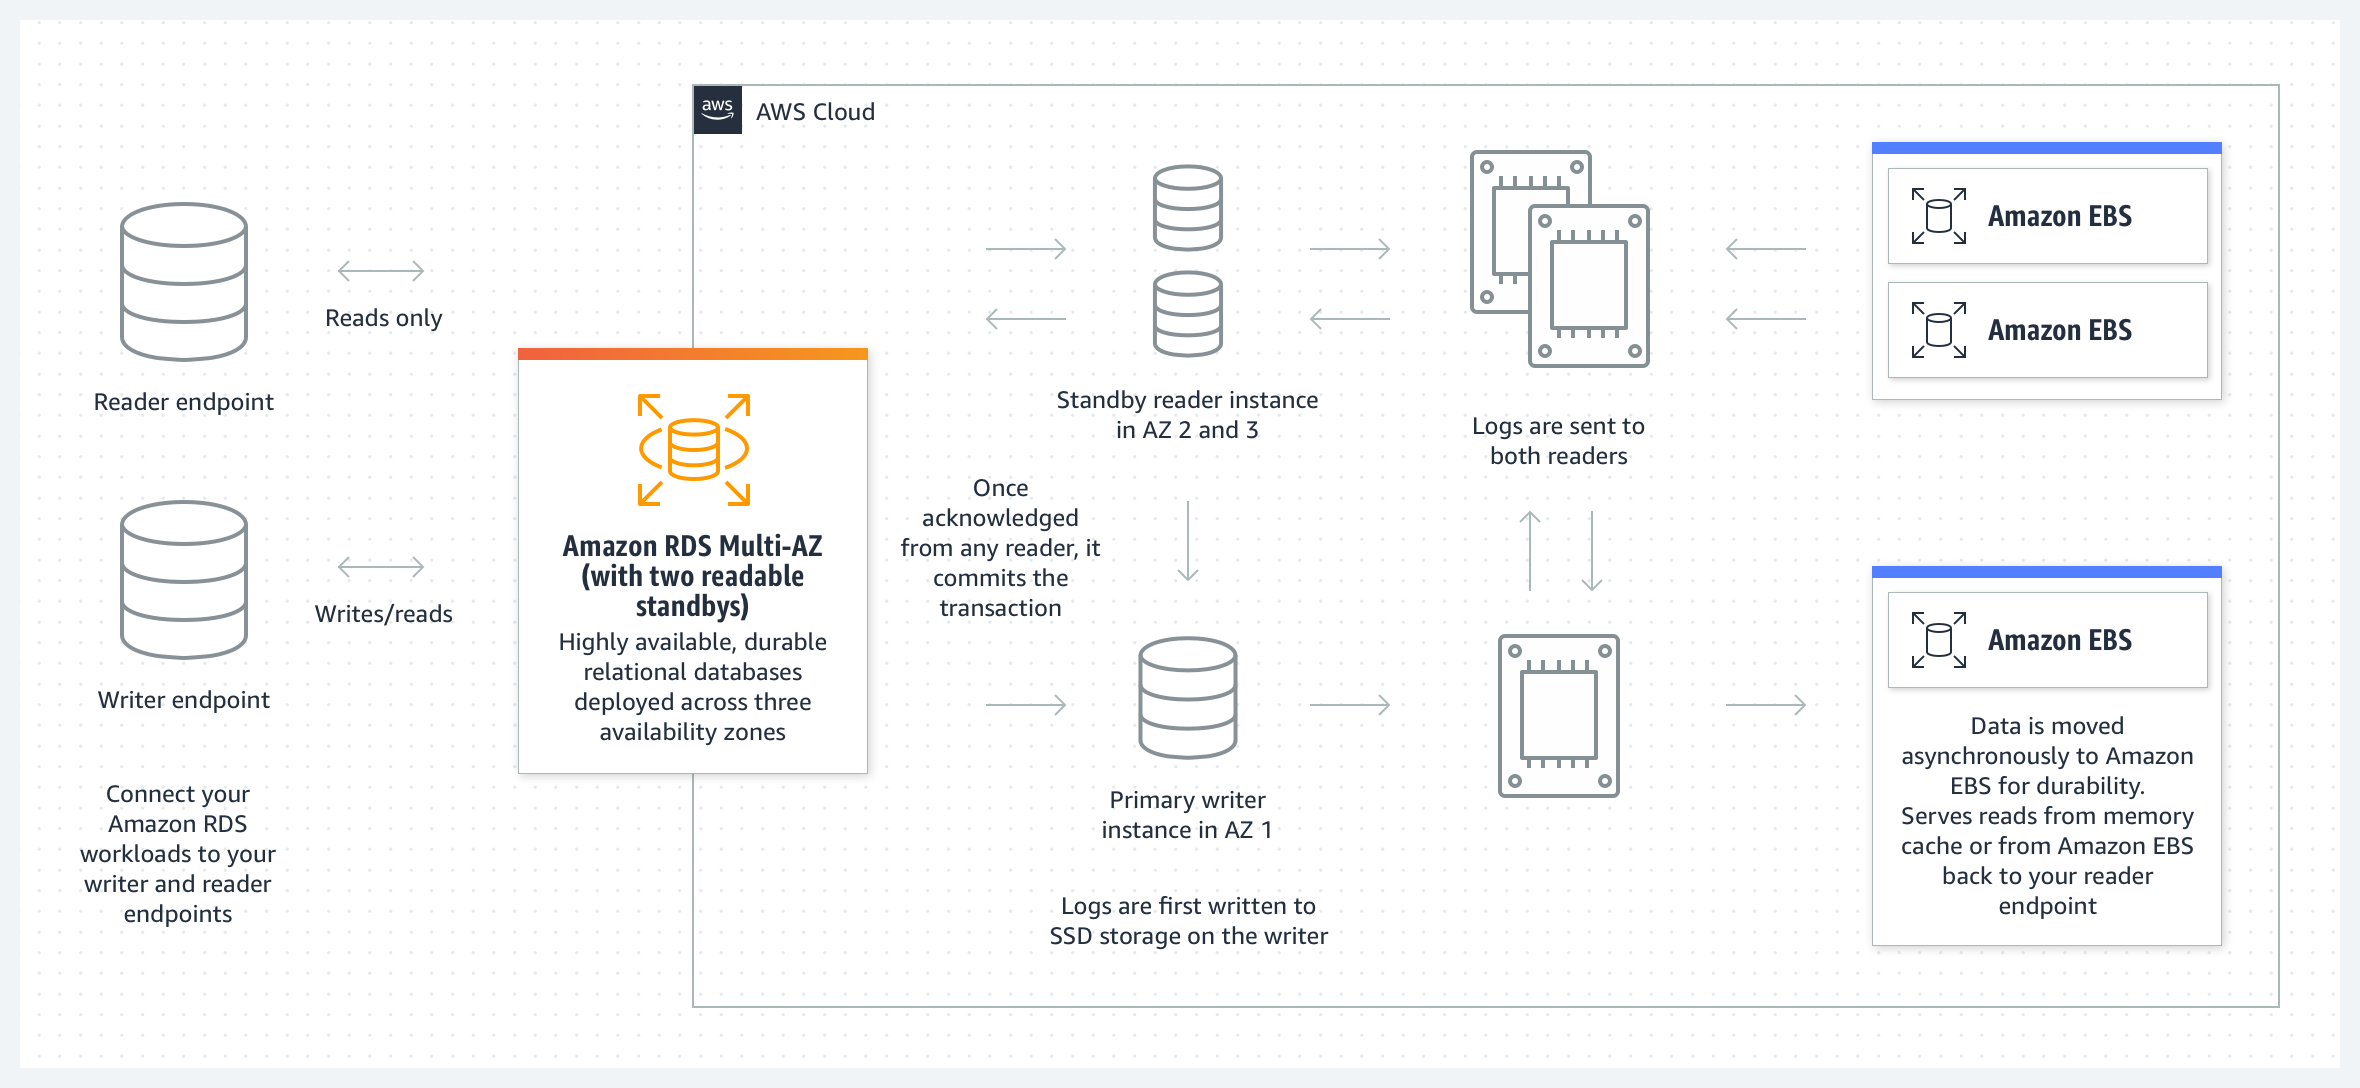 aws
AWS Cloud
Reads only
Reader endpoint
Writes/reads
Writer endpoint
Connect your
Amazon RDS
workloads to your
writer and reader
endpoints
Amazon RDS Multi-AZ
(with two readable
standbys)
Highly available, durable
relational databases
deployed across three
availability zones
Standby reader instance
in AZ 2 and 3
Once
acknowledged
from any reader, it
commits the
transaction
Primary writer
instance in AZ 1
Logs are first written to
SSD storage on the writer
Logs are sent to
both readers
Amazon EBS
Amazon EBS
Amazon EBS
Data is moved
asynchronously to Amazon
EBS for durability.
Serves reads from memory
cache or from Amazon EBS
back to your reader
endpoint